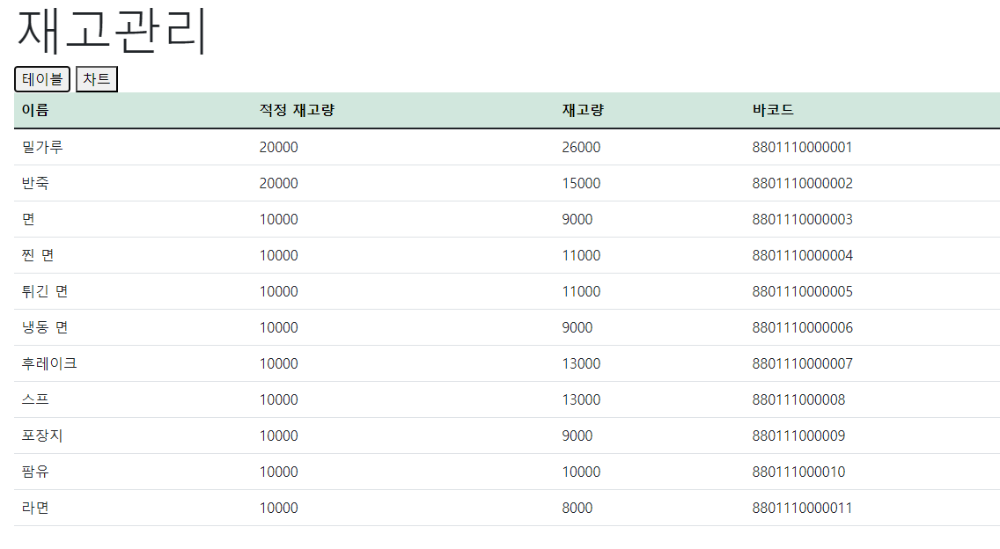 재고관리
테이블 차트
이름 적정 재고량 재고량 바코드
밀가루 20000 26000 8801110000001
반죽 20000 15000 8801110000002
면 10000 9000 8801110000003
찐 면 10000 11000 8801110000004
튀긴 면 10000 11000 8801110000005
냉동 면 10000 9000 8801110000006
후레이크 10000 13000 8801110000007
스프 10000 13000 880111000008
포장지 10000 9000 880111000009
팜유 10000 10000 880111000010
라면 10000 8000 8801110000011